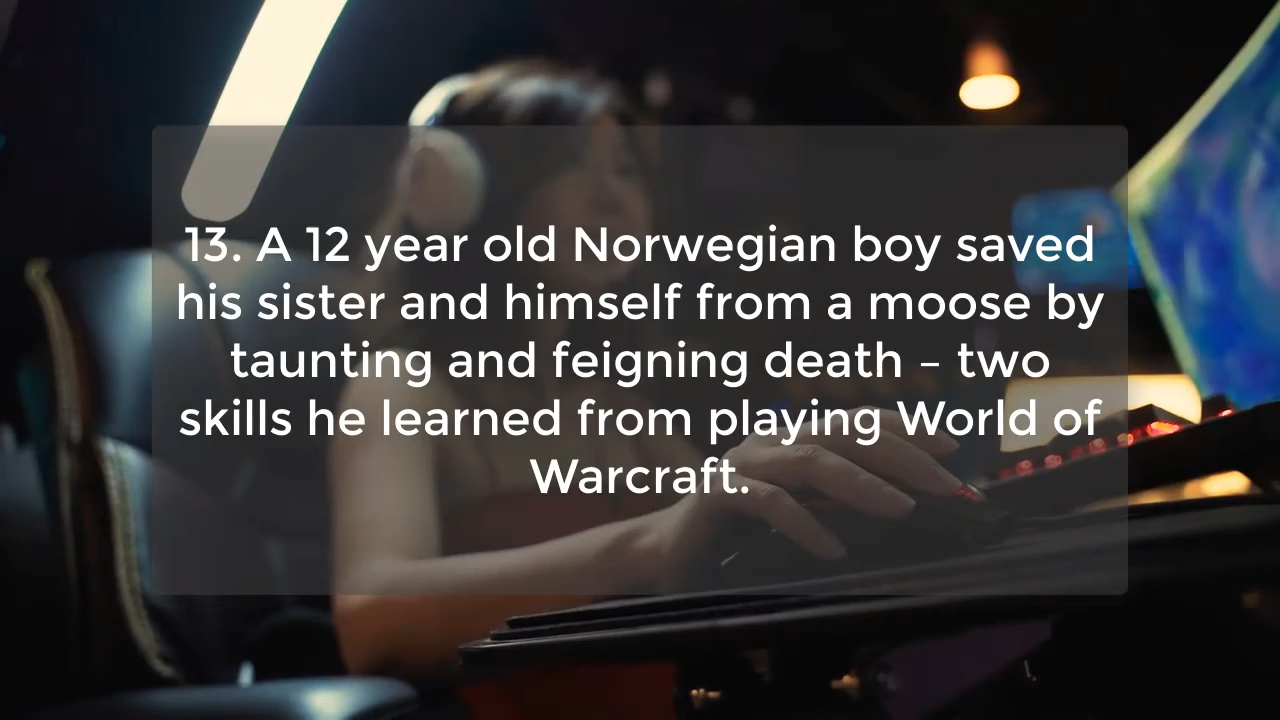 13. A 12 year old Norwegian boy saved
his sister and himself from a moose by
taunting and feigning death – two
skills he learned from playing World of
Warcraft.